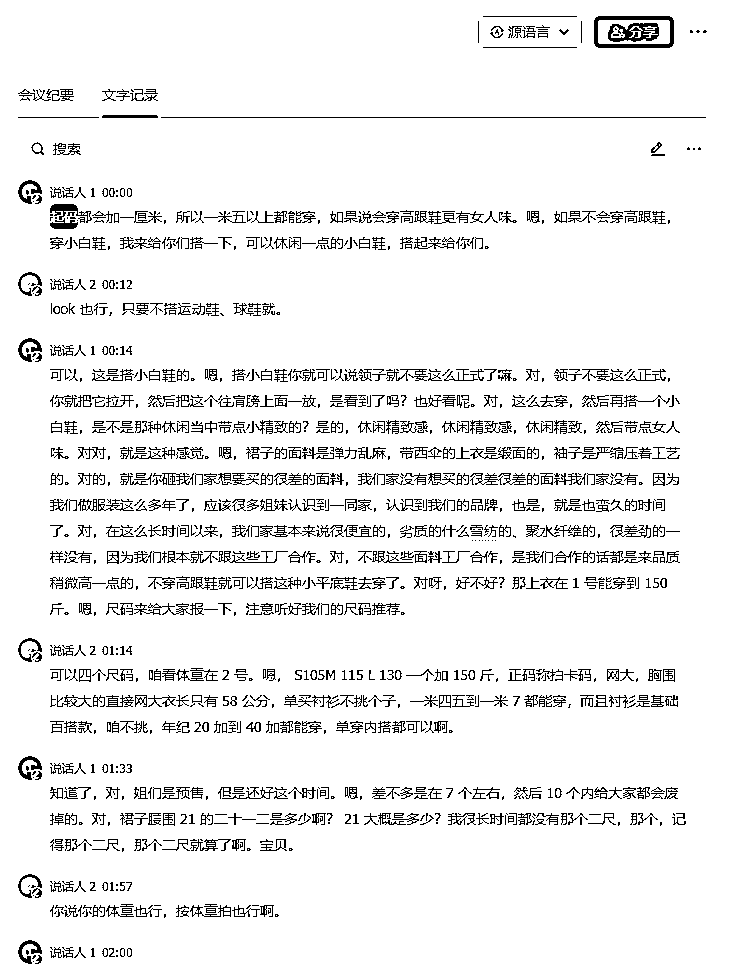 源语言
分享
会议纪要 文字记录
搜索
说话人 1 00:00
起码都会加一厘米，所以一米五以上都能穿，如果说会穿高跟鞋更有女人味。嗯，如果不会穿高跟鞋，
穿小白鞋，我来给你们搭一下，可以休闲一点的小白鞋，搭起来给你们。
说话人 2 00:12
look 也行，只要不搭运动鞋、球鞋就。
说话人 1 00:14
可以，这是搭小白鞋的。嗯，搭小白鞋你就可以说领子就不要这么正式了嘛。对，领子不要这么正式，
你就把它拉开，然后把这个往肩膀上面一放，是看到了吗？也好看呢。对，这么去穿，然后再搭一个小
白鞋，是不是那种休闲当中带点小精致的？是的，休闲精致感，休闲精致感，休闲精致，然后带点女人
味。对对，就是这种感觉。嗯，裙子的面料是弹力乱麻，带西伞的上衣是缎面的，袖子是严缩压着工艺
的。对的，就是你砸我们家想要买的很差的面料，我们家没有想买的很差很差的面料我们家没有。因为
我们做服装这么多年了，应该很多姐妹认识到一同家，认识到我们的品牌，也是，就是也蛮久的时间
了。对，在这么长时间以来，我们家基本来说很便宜的，劣质的什么雪纺的、聚水纤维的，很差劲的一
样没有，因为我们根本就不跟这些工厂合作。对，不跟这些面料工厂合作，是我们合作的话都是来品质
稍微高一点的，不穿高跟鞋就可以搭这种小平底鞋去穿了。对呀，好不好？那上衣在 1 号能穿到 150
斤。嗯，尺码来给大家报一下，注意听好我们的尺码推荐。
说话人 2 01:14
可以四个尺码，咱看体重在 2 号。嗯， S105M 115 L 130 一个加 150 斤，正码称拍卡码，网大，胸围
比较大的直接网大衣长只有 58 公分，单买衬衫不挑个子，一米四五到一米 7 都能穿，而且衬衫是基础
百搭款，咱不挑，年纪 20 加到 40 加都能穿，单穿内搭都可以啊。
说话人 1 01:33
知道了，对，姐们是预售，但是还好这个时间。嗯，差不多是在 7 个左右，然后 10 个内给大家都会废
掉的。对，裙子腰围 21 的二十一二是多少啊？ 21 大概是多少？我很长时间都没有那个二尺，那个，记
得那个二尺，那个二尺就算了啊。宝贝。
说话人 2 01:57
你说你的体重也行，按体重拍也行啊。
说话人 1 02:00